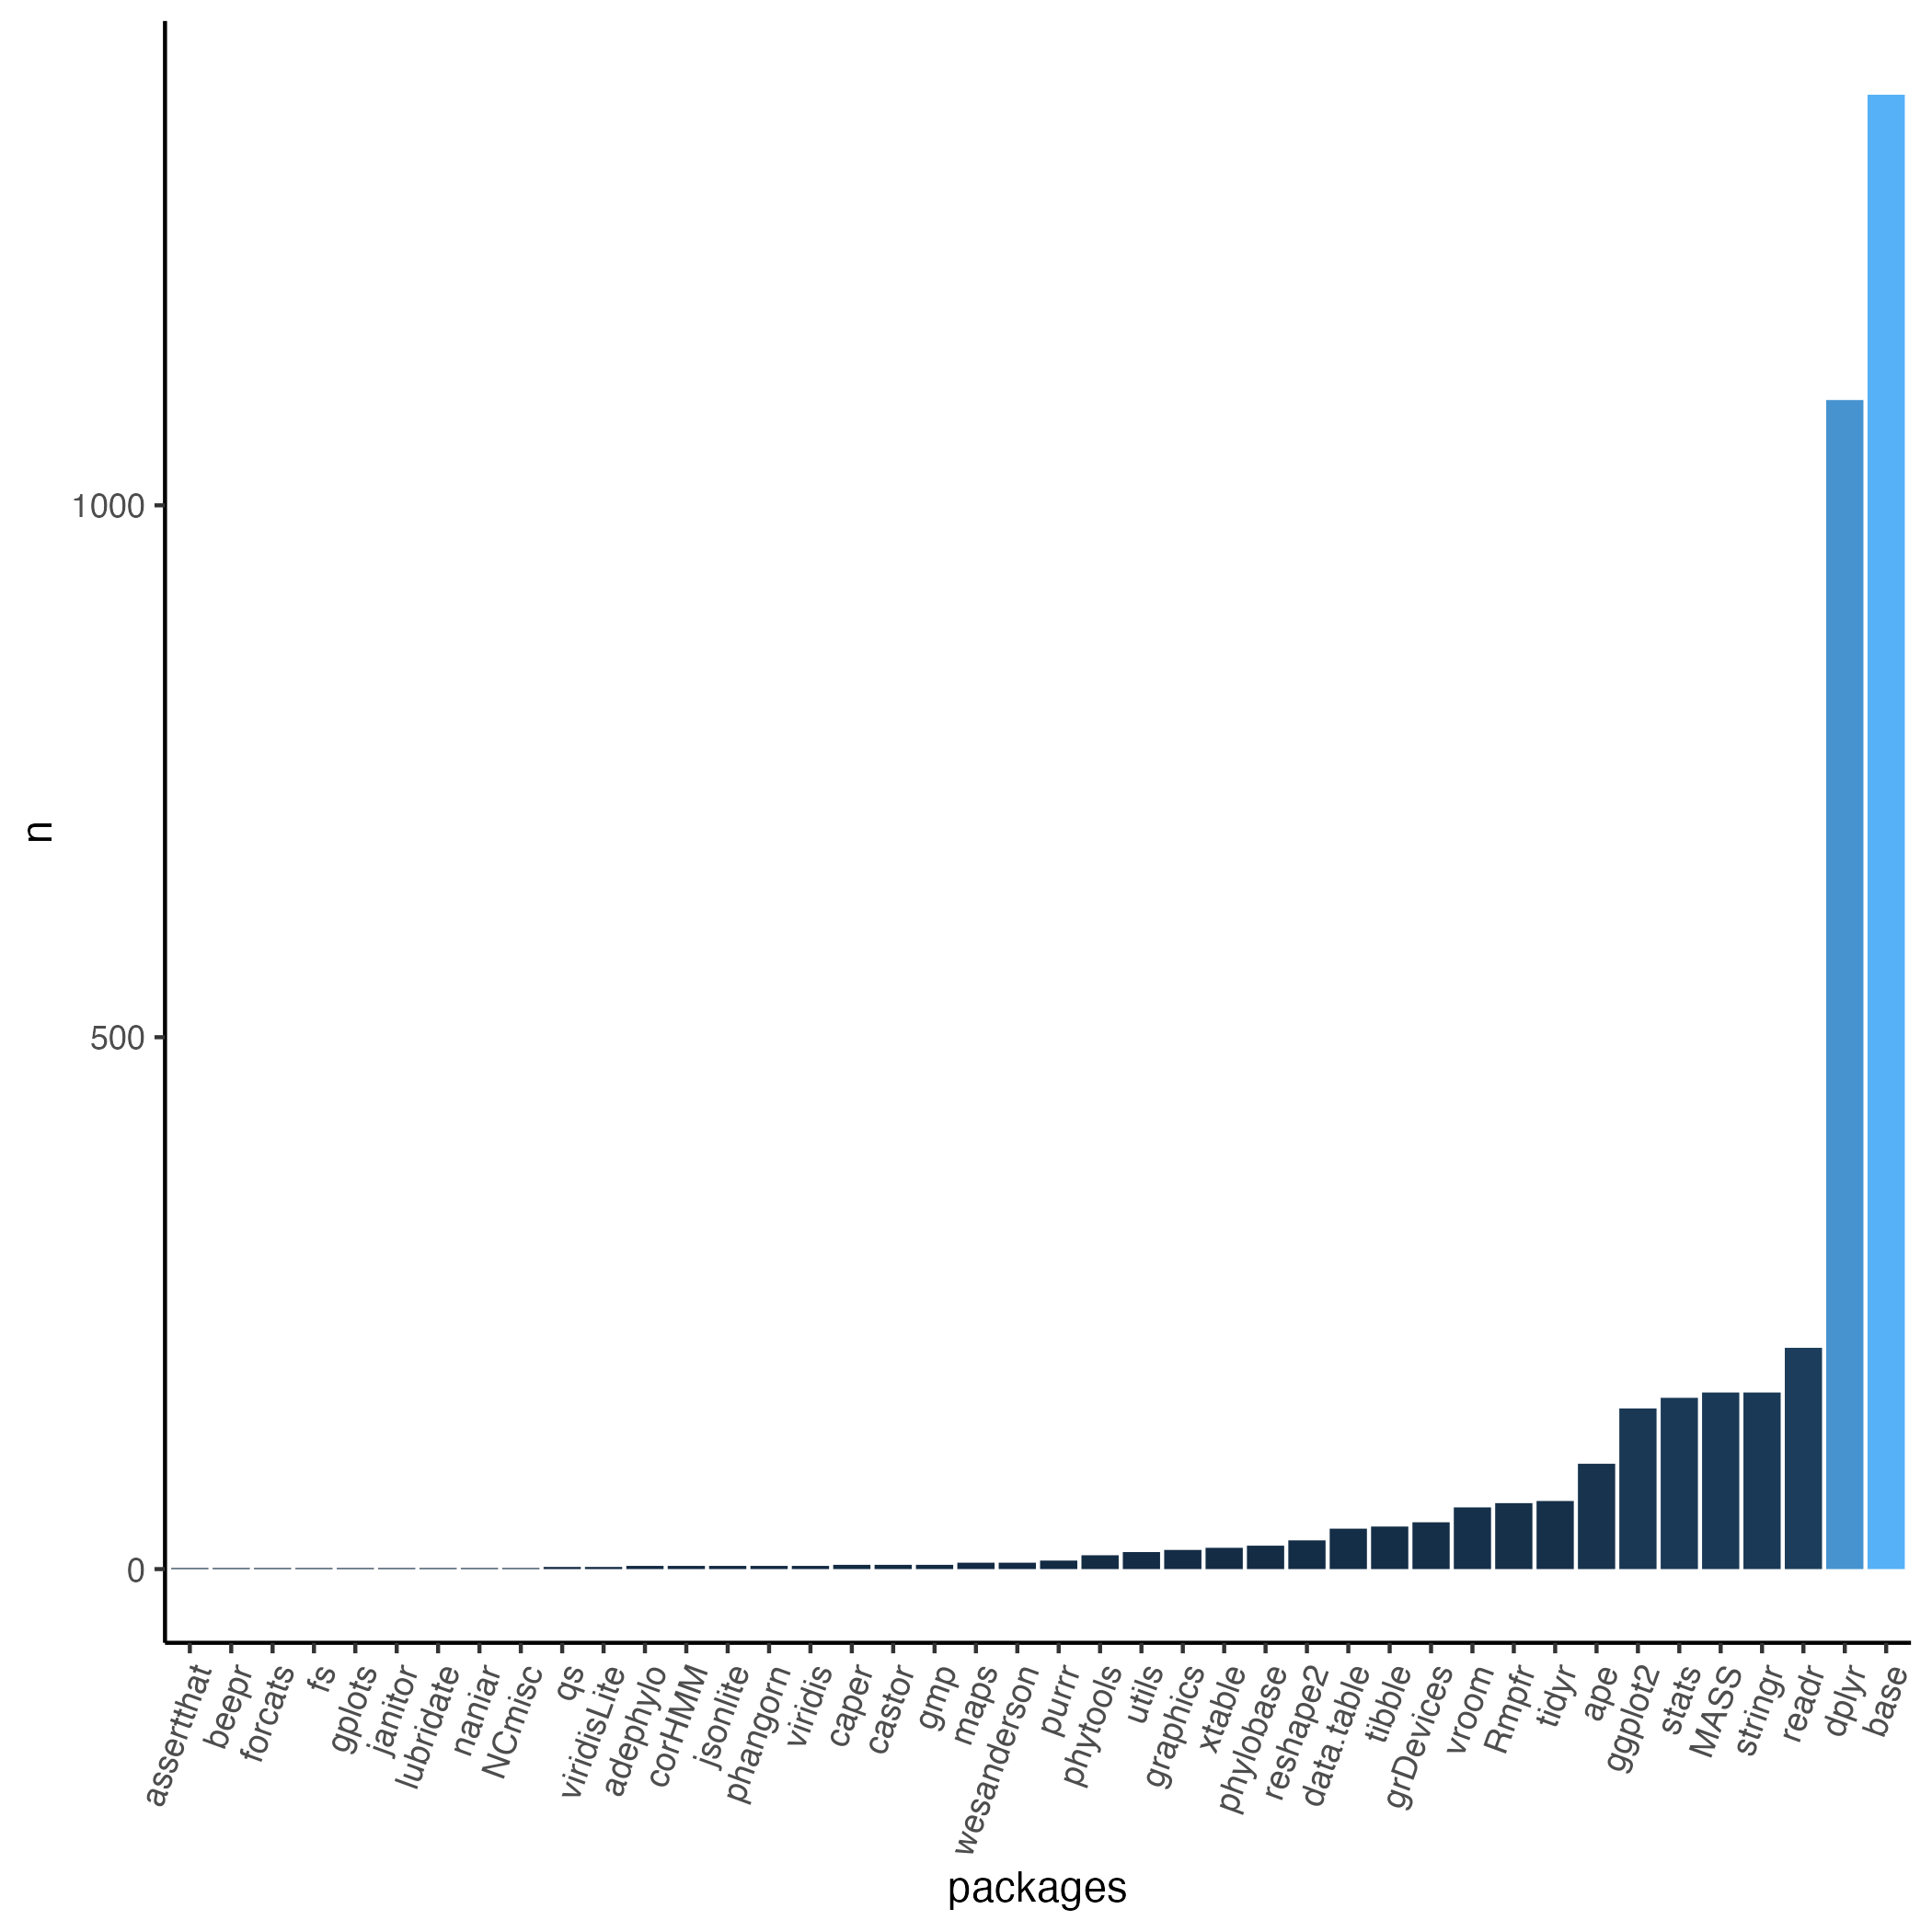 1000
500
0
n
assertthat
beepr
forcats
fs
gplots
janitor
lubridate
naniar
NCmisc
qs
viridisLite
adephylo
corHMM
jsonlite
phangorn
viridis
caper
castor
gmp
maps
wesanderson
purrr
phytools
utils
graphics
xtable
phylobase
reshape2
data.table
tibble
grDevices
vroom
Rmpfr
tidyr
ape
ggplot2
stats
MASS
stringr
readr
dplyr
base
packages